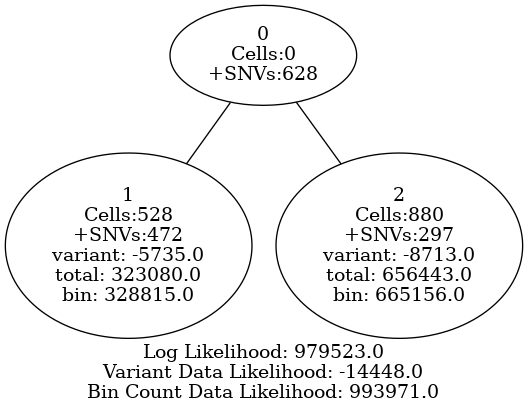 0
Cells:0
+SNVs:628
1
Cells:528
+SNVs:472
variant: -5735.0
total: 323080.0
bin: 328815.0
2
Cells:880
+SNVs:297
variant: -8713.0
total: 656443.0
bin: 665156.0
Log Likelihood: 979523.0
Variant Data Likelihood: -14448.0
Bin Count Data Likelihood: 993971.0